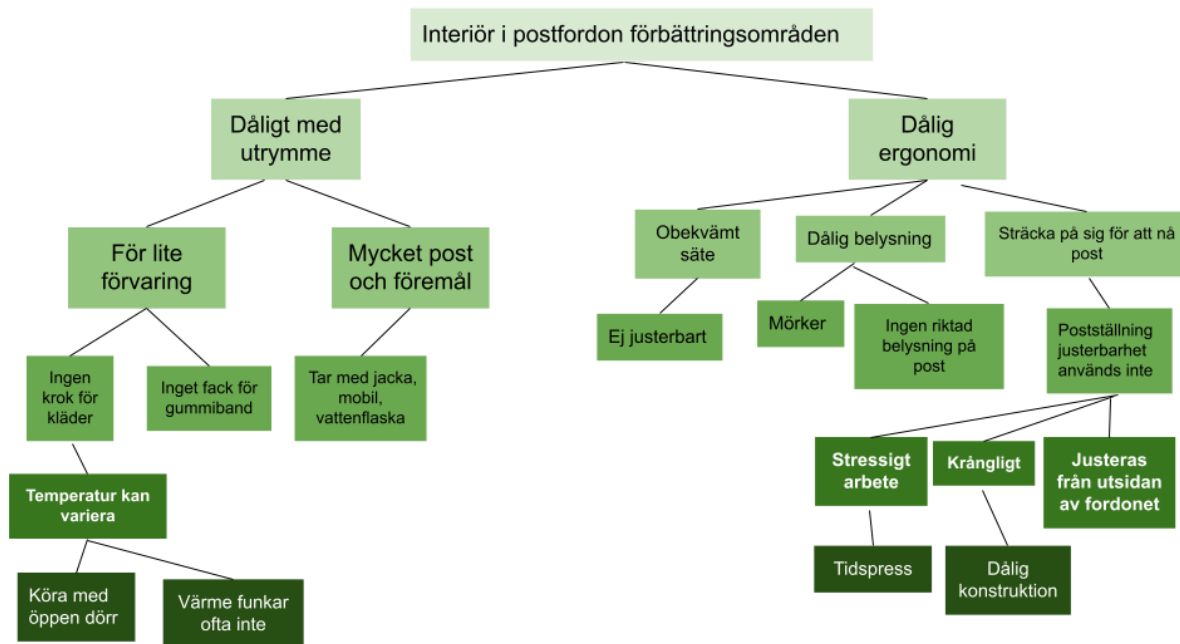 Interiör i postfordon förbättringsområden
Dåligt med
utrymme
Dålig
ergonomi
För lite
förvaring
Mycket post
och föremål
Obekvämt
säte
Dålig belysning
Sträcka på sig för att nå
post
Ingen
krok för
kläder
Inget fack för
gummiband
Tar med jacka,
mobil,
vattenflaska
Ej justerbart
Mörker
Ingen riktad
belysning på
post
Postställning
justerbarhet
används inte
Temperatur kan
variera
Stressigt
arbete
Krångligt
Justeras
från utsidan
av fordonet
Köra med
öppen dörr
Värme funkar
ofta inte
Tidspress
Dålig
konstruktion